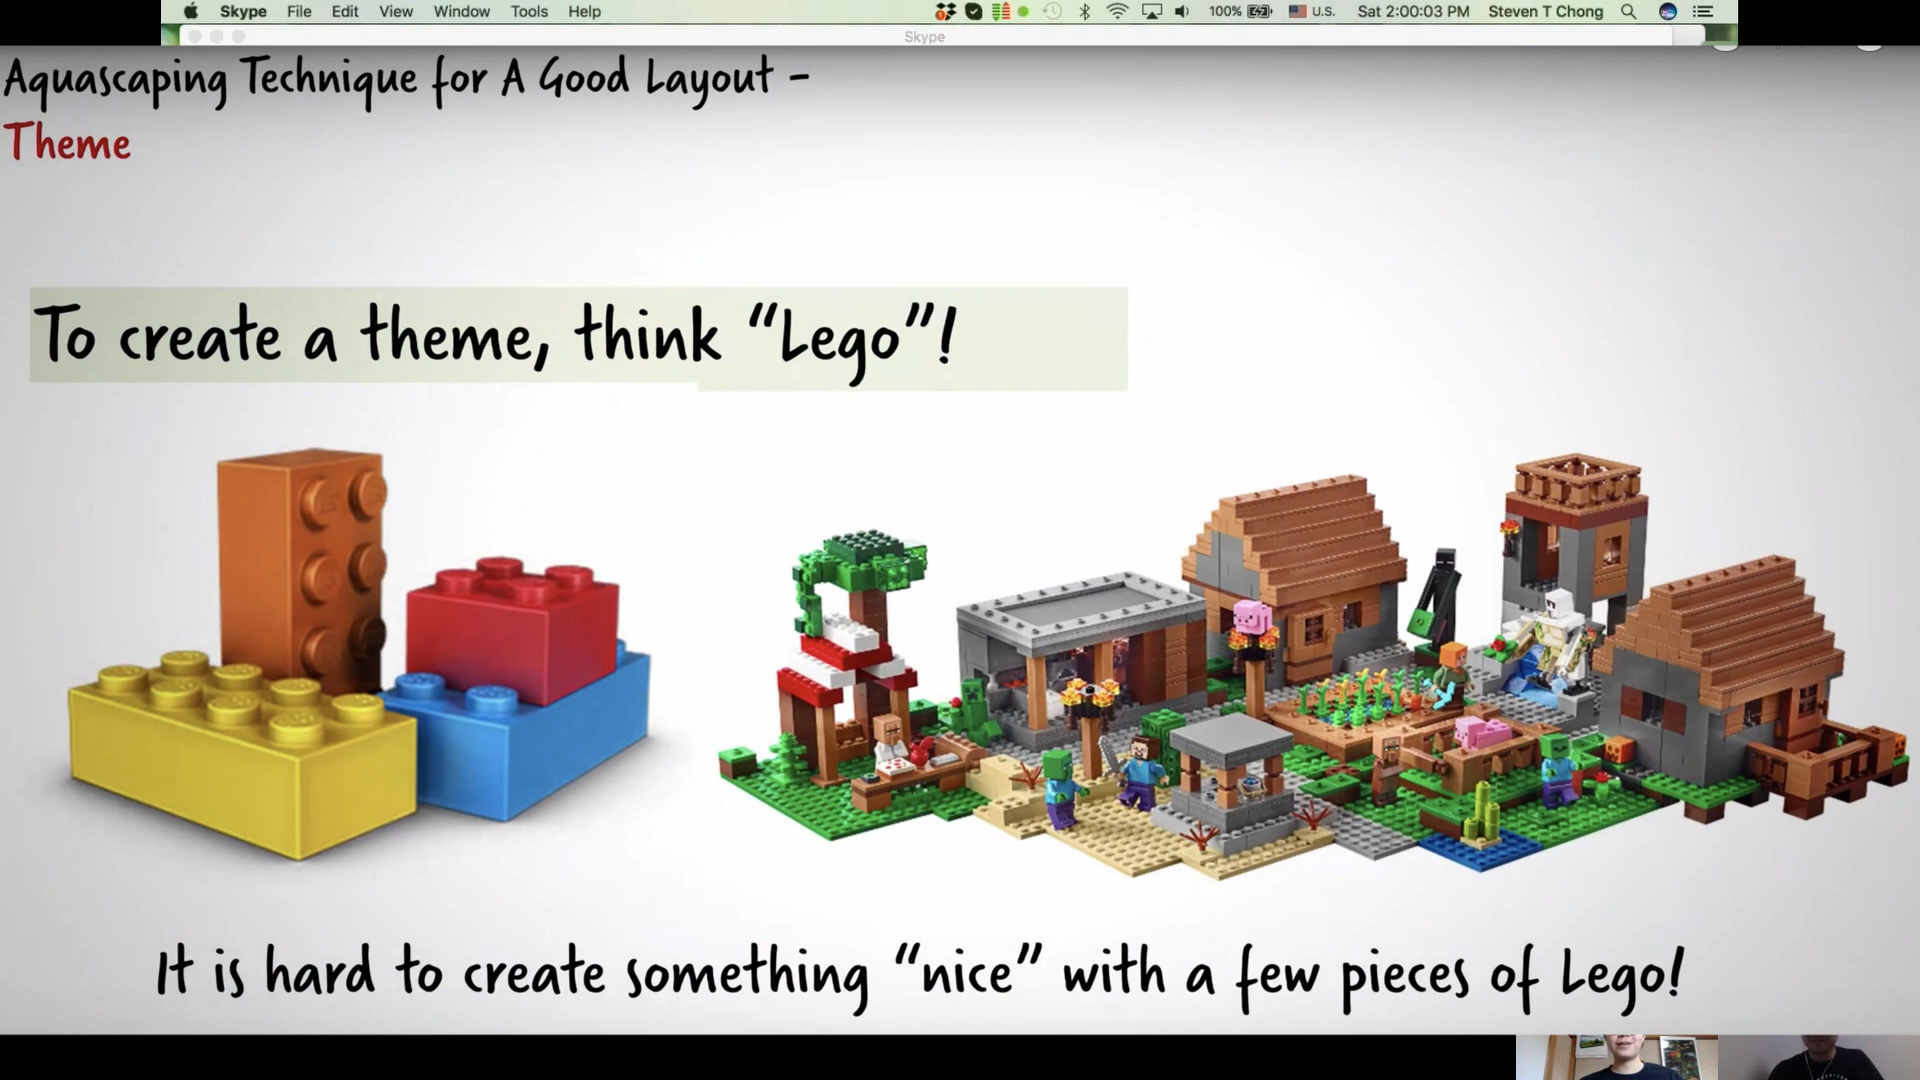 Skype File Edit View Window Tools Help 100% U.S. Sat 2:00:03 PM Steven T Chong
Skype
Aquascaping Technique for A Good Layout -
Theme
To create a theme, think “Lego”!
It is hard to create something “nice” with a few pieces of Lego!